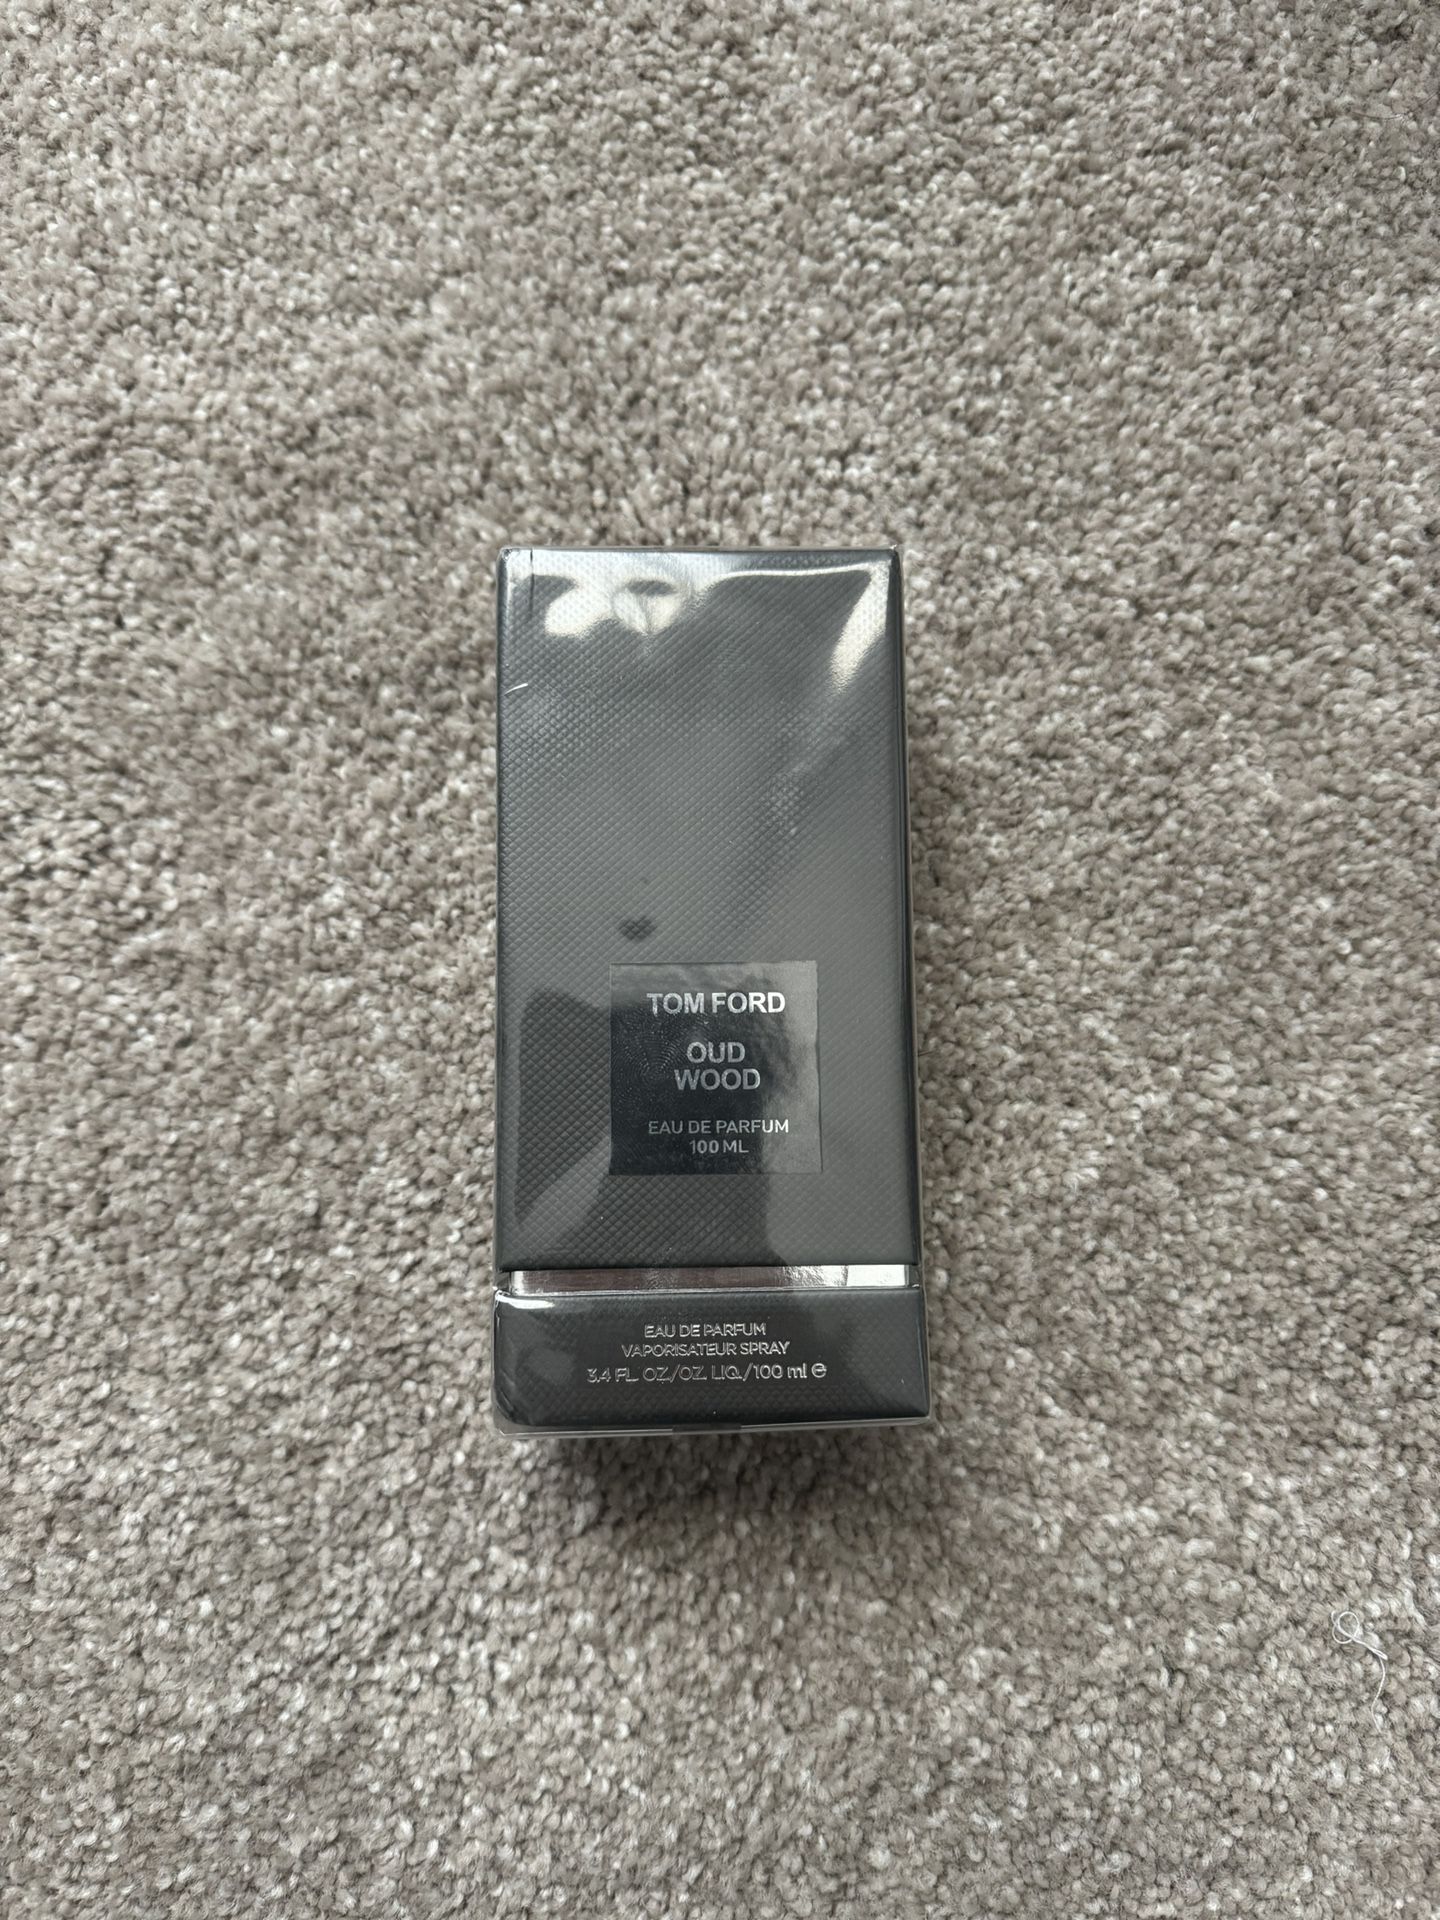 TOM FORD
OUD
WOOD
EAU DE PARFUM
100 ML
EAU DE PARFUM
VAPORISATEUR SPRAY
3.4 FL. OZ./OZ. LIQ./100 ml ℮